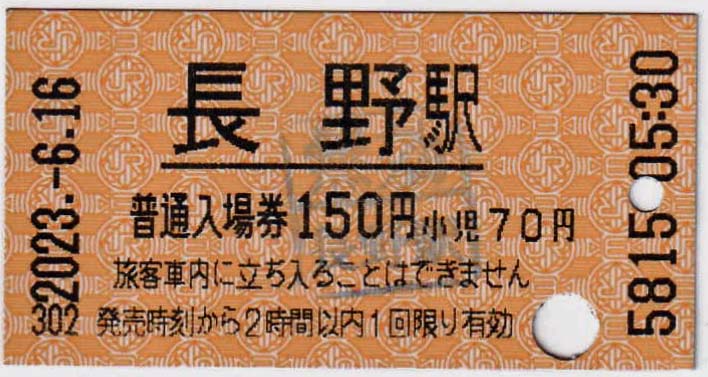 長野駅
普通入場券150円小児70円
旅客車内に立ち入ることはできません
発売時刻から2時間以内1回限り有効
2023.-6.16
302
5815
05:30